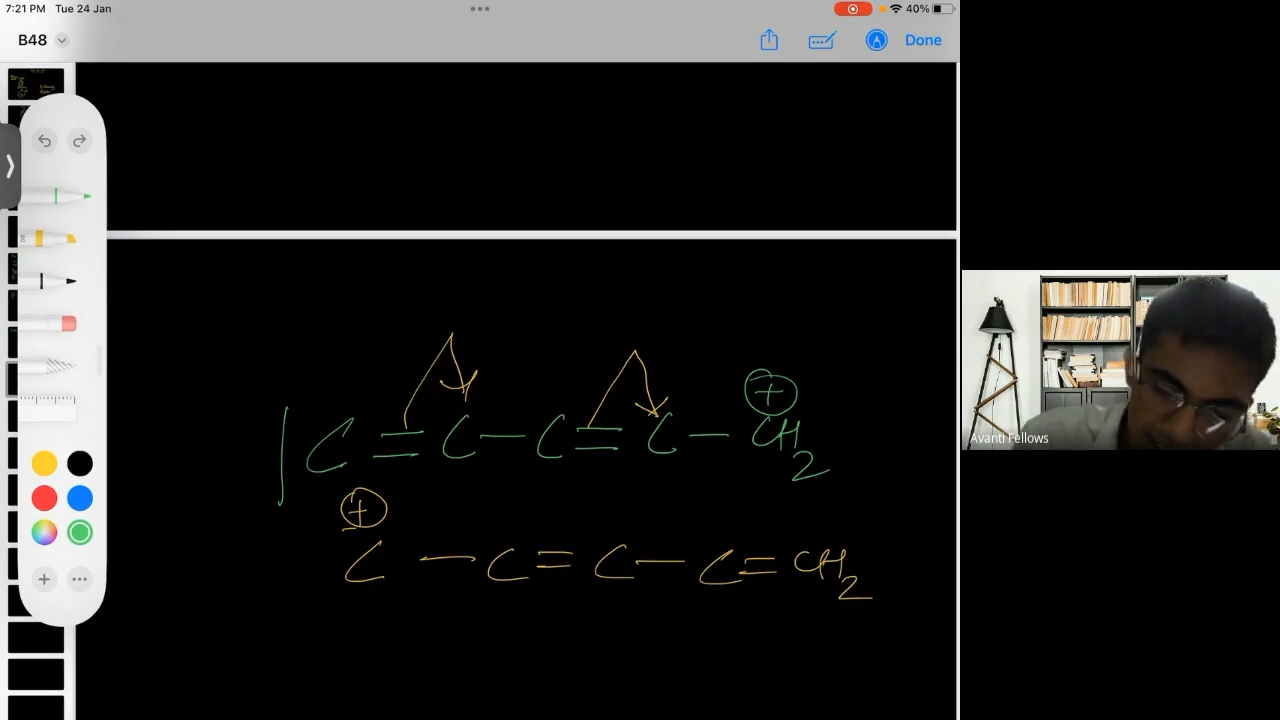 7:21 PM Tue 24 Jan
40%
B48
Done
⊕
C = C — C = C — CH₂
⊕
C — C = C — C = CH₂
Avanti Fellows